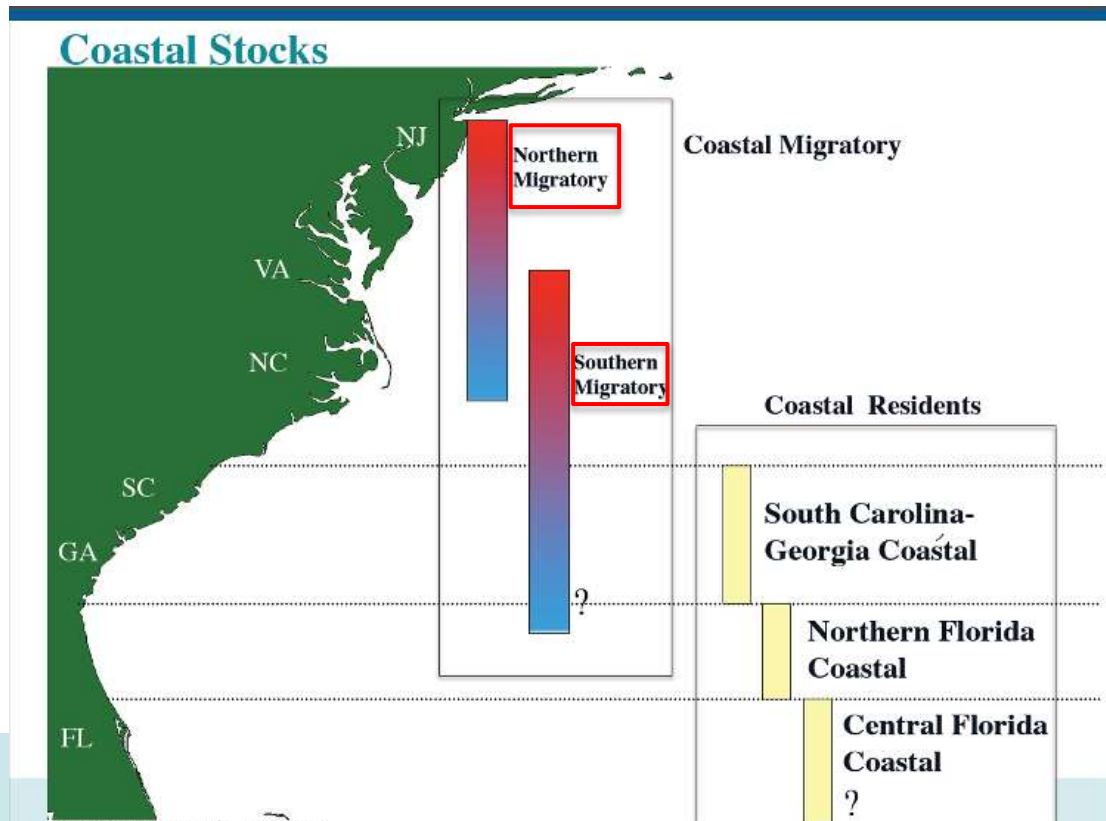 Coastal Stocks
NJ
Northern
Migratory
Coastal Migratory
VA
NC
Southern
Migratory
Coastal Residents
SC
South Carolina-
Georgia Coastal
GA
?
Northern Florida
Coastal
FL
Central Florida
Coastal
?